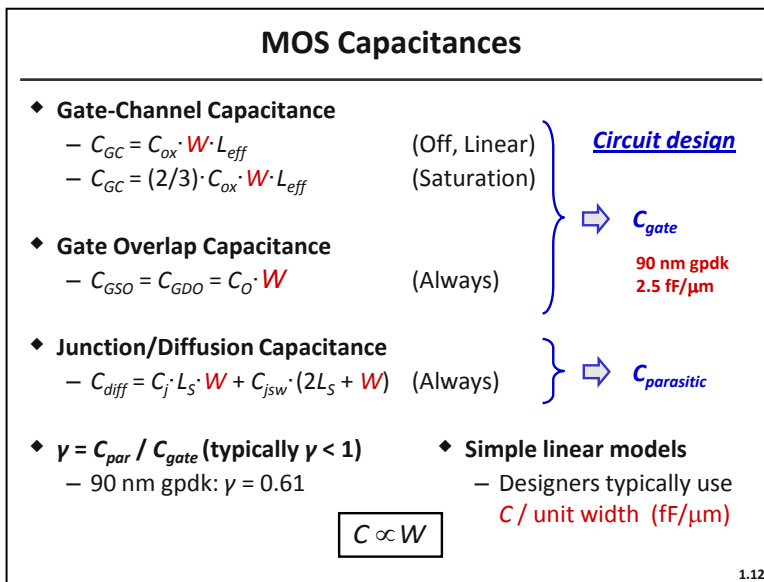 MOS Capacitances
◆ Gate-Channel Capacitance
– C_GC = C_ox·W·L_eff (Off, Linear)
– C_GC = (2/3)·C_ox·W·L_eff (Saturation)
◆ Gate Overlap Capacitance
– C_GSO = C_GDO = C_O·W (Always)
Circuit design
C_gate
90 nm gpdk
2.5 fF/μm
◆ Junction/Diffusion Capacitance
– C_diff = C_j·L_S·W + C_jsw·(2L_S + W) (Always)
C_parasitic
◆ γ = C_par / C_gate (typically γ < 1)
– 90 nm gpdk: γ = 0.61
◆ Simple linear models
– Designers typically use
C / unit width (fF/μm)
C ∝ W
1.12